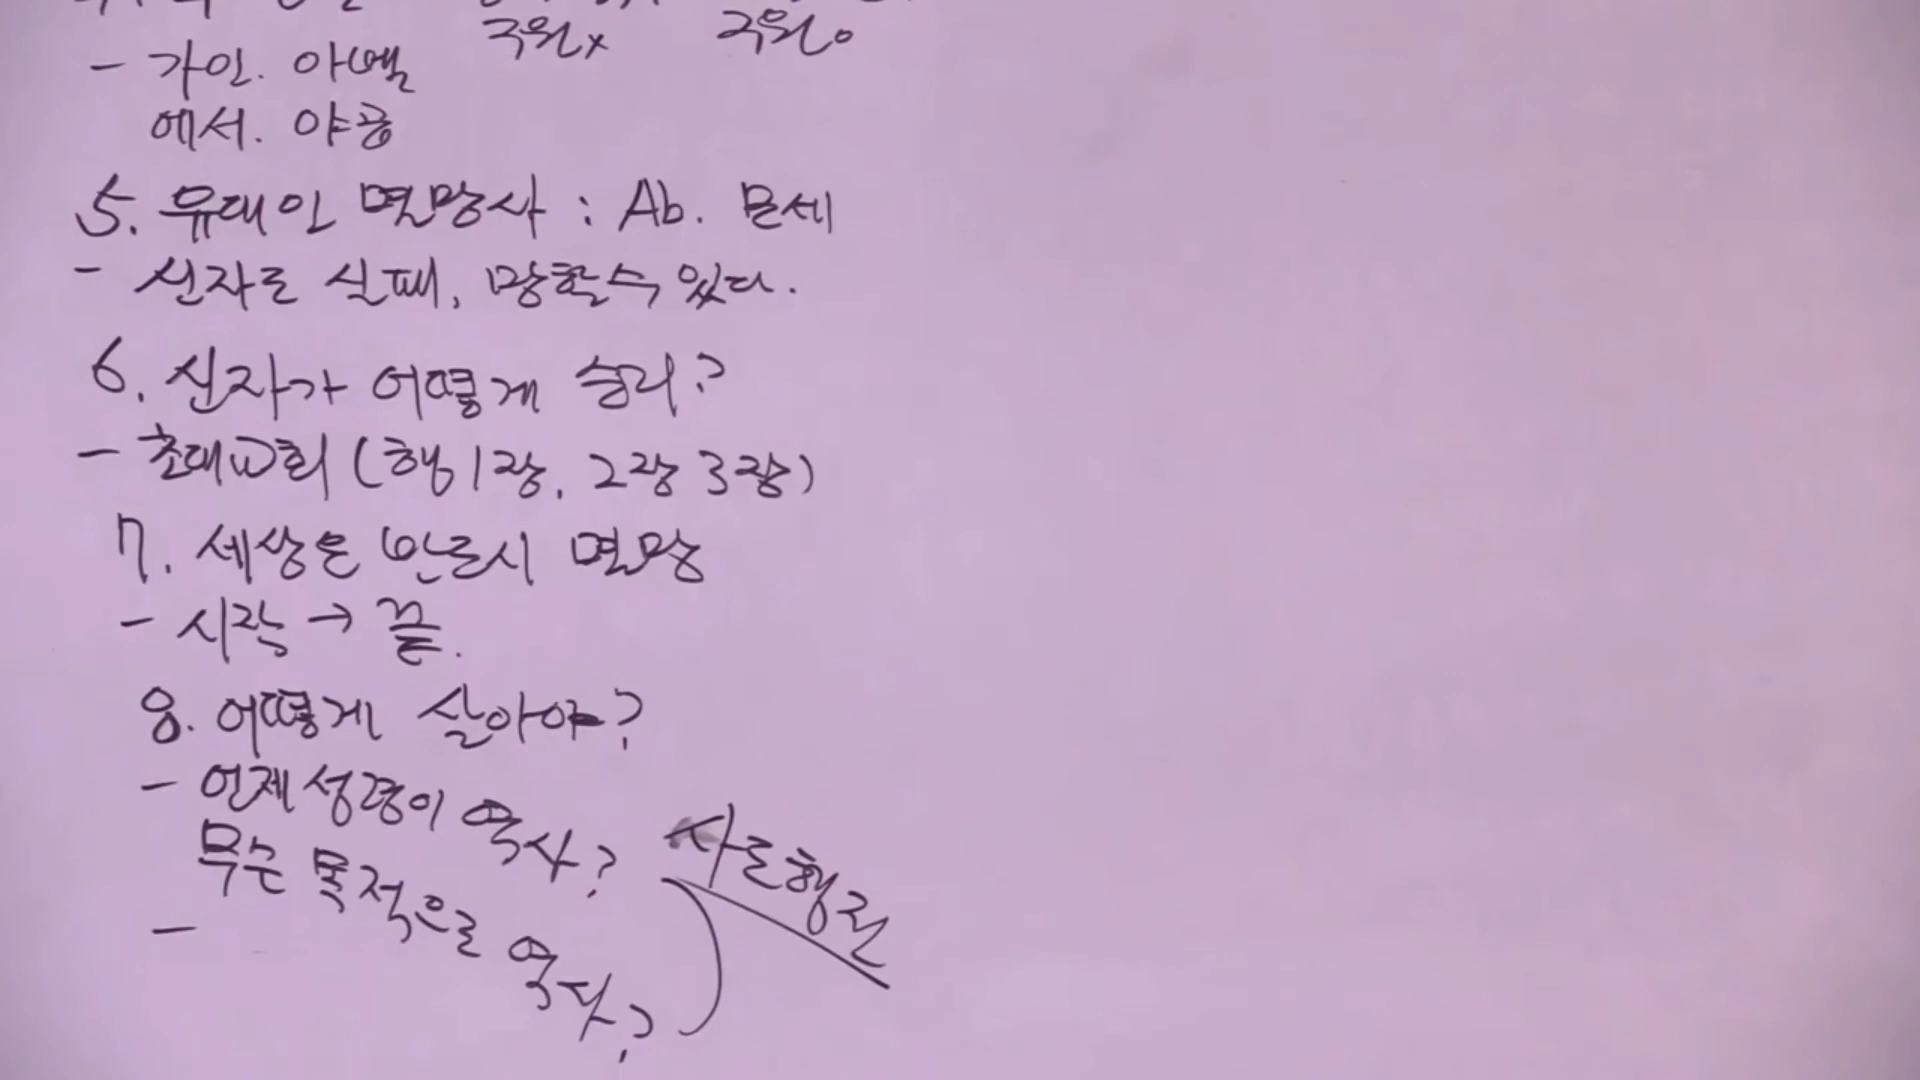 구원x 구원o
- 가인. 아벨
에서. 야곱
5. 유대인 멸망사 : Ab. 모세
- 신자로 실패, 망할수 있다.
6. 신자가 어떻게 승리?
- 초대교회 (행1장, 2장 3장)
7. 세상은 반드시 멸망
- 시작 → 끝.
8. 어떻게 살아야?
- 언제 성령이 역사?
무슨 목적으로 역사?
사도행전
-